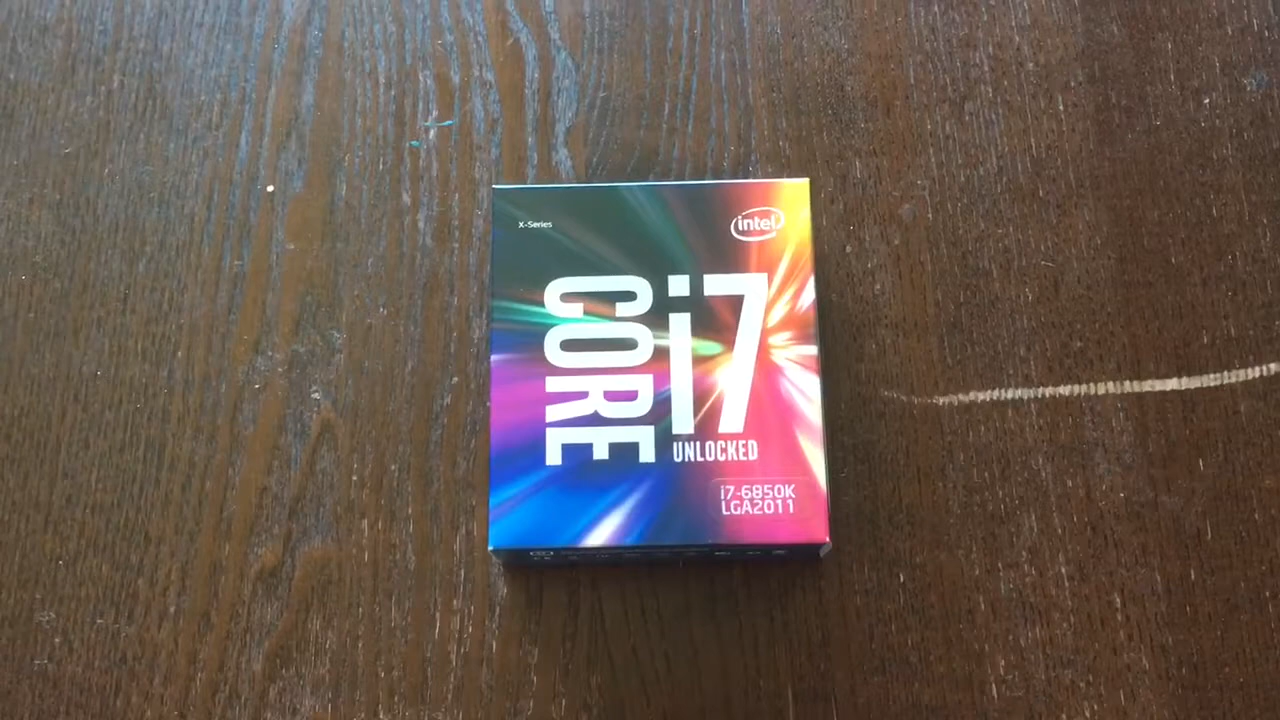 X-Series
intel
CORE
i7
UNLOCKED
i7-6850K
LGA2011